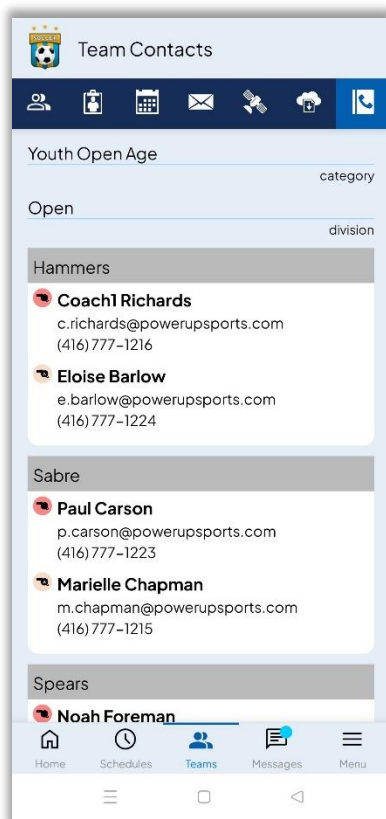 SOCCER
Team Contacts
Youth Open Age
category
Open
division
Hammers
Coach1 Richards
c.richards@powerupsports.com
(416) 777-1216
Eloise Barlow
e.barlow@powerupsports.com
(416) 777-1224
Sabre
Paul Carson
p.carson@powerupsports.com
(416) 777-1223
Marielle Chapman
m.chapman@powerupsports.com
(416) 777-1215
Spears
Noah Foreman
Home Schedules Teams Messages Menu